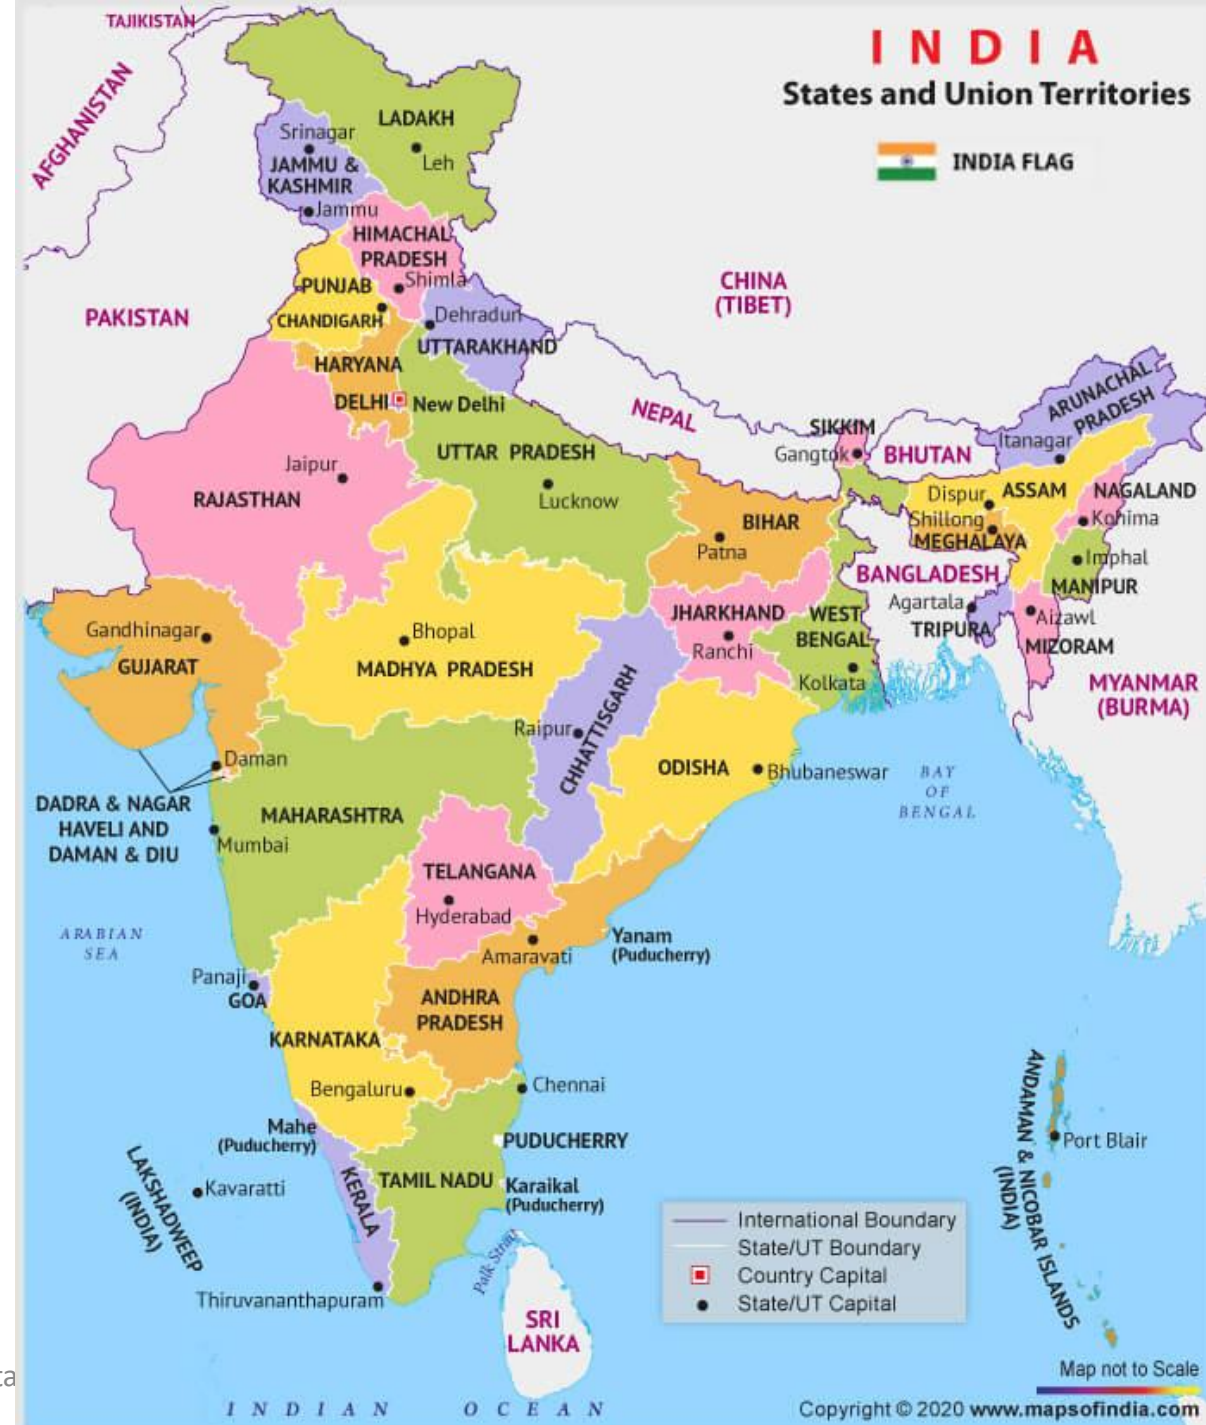 INDIA
States and Union Territories
INDIA FLAG
TAJIKISTAN
AFGHANISTAN
PAKISTAN
CHINA
(TIBET)
NEPAL
BHUTAN
BANGLADESH
MYANMAR
(BURMA)
SRI
LANKA
LADAKH
Leh
Srinagar
JAMMU &
KASHMIR
Jammu
HIMACHAL
PRADESH
Shimla
PUNJAB
CHANDIGARH
Dehradun
UTTARAKHAND
HARYANA
DELHI
New Delhi
UTTAR PRADESH
Lucknow
Jaipur
RAJASTHAN
BIHAR
Patna
SIKKIM
Gangtok
ARUNACHAL
PRADESH
Itanagar
Dispur
ASSAM
NAGALAND
Kohima
Shillong
MEGHALAYA
Imphal
MANIPUR
Agartala
TRIPURA
Aizawl
MIZORAM
JHARKHAND
Ranchi
WEST
BENGAL
Kolkata
Gandhinagar
GUJARAT
Bhopal
MADHYA PRADESH
Raipur
CHHATTISGARH
ODISHA
Bhubaneswar
BAY
OF
BENGAL
Daman
DADRA & NAGAR
HAVELI AND
DAMAN & DIU
MAHARASHTRA
Mumbai
TELANGANA
Hyderabad
ARABIAN
SEA
Amaravati
Yanam
(Puducherry)
Panaji
GOA
ANDHRA
PRADESH
KARNATAKA
Bengaluru
Chennai
Mahe
(Puducherry)
PUDUCHERRY
LAKSHADWEEP
(INDIA)
Kavaratti
KERALA
TAMIL NADU
Karaikal
(Puducherry)
Thiruvananthapuram
Palk Strait
ANDAMAN & NICOBAR ISLANDS
(INDIA)
Port Blair
International Boundary
State/UT Boundary
Country Capital
State/UT Capital
INDIAN OCEAN
Map not to Scale
Copyright © 2020 www.mapsofindia.com